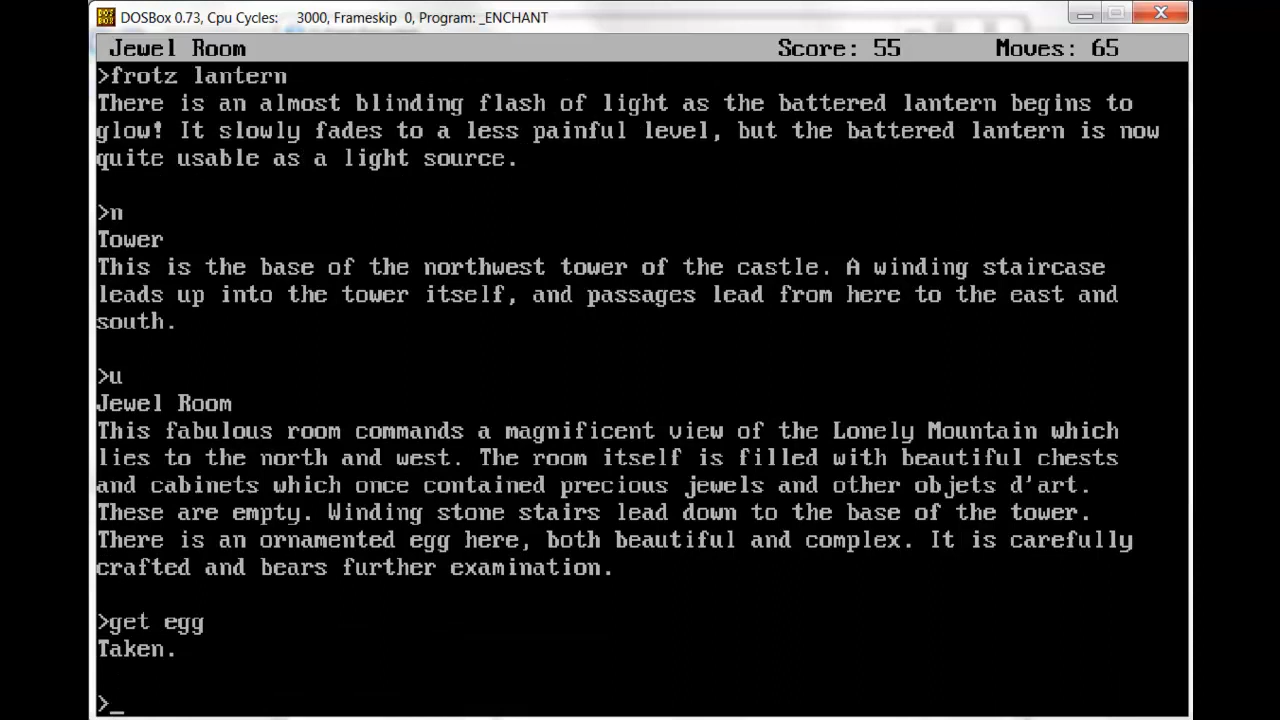 DOSBox 0.73, Cpu Cycles: 3000, Frameskip 0, Program: _ENCHANT
Jewel Room Score: 55 Moves: 65
>frotz lantern
There is an almost blinding flash of light as the battered lantern begins to
glow! It slowly fades to a less painful level, but the battered lantern is now
quite usable as a light source.
>n
Tower
This is the base of the northwest tower of the castle. A winding staircase
leads up into the tower itself, and passages lead from here to the east and
south.
>u
Jewel Room
This fabulous room commands a magnificent view of the Lonely Mountain which
lies to the north and west. The room itself is filled with beautiful chests
and cabinets which once contained precious jewels and other objets d'art.
These are empty. Winding stone stairs lead down to the base of the tower.
There is an ornamented egg here, both beautiful and complex. It is carefully
crafted and bears further examination.
>get egg
Taken.
>_